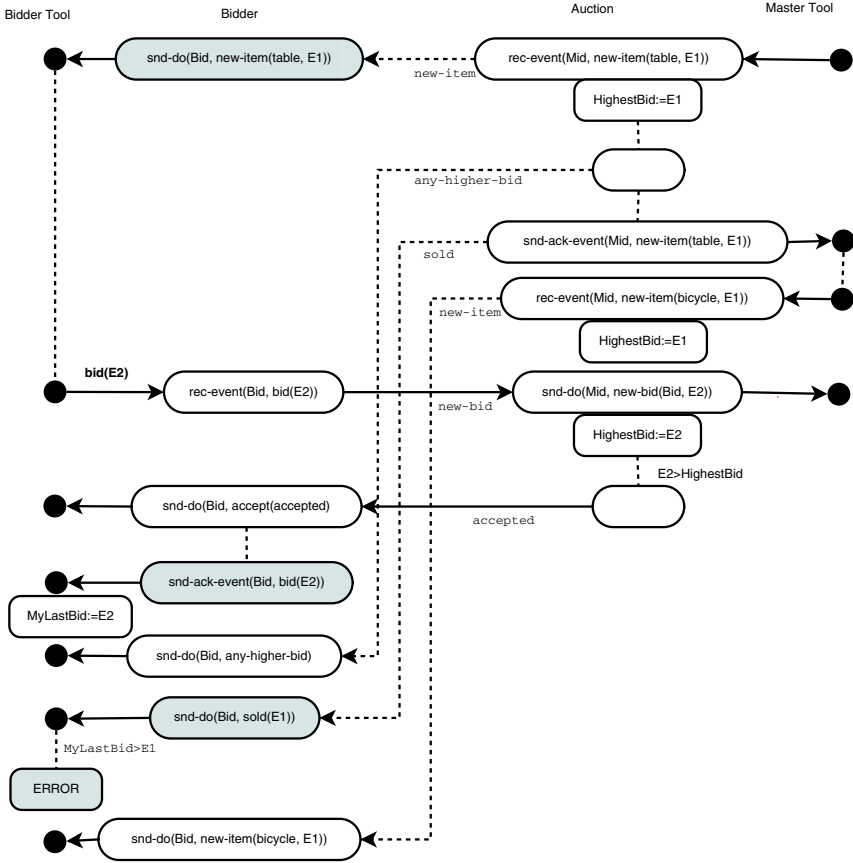 Bidder Tool
Bidder
Auction
Master Tool
snd-do(Bid, new-item(table, E1))
rec-event(Mid, new-item(table, E1))
new-item
HighestBid:=E1
any-higher-bid
snd-ack-event(Mid, new-item(table, E1))
sold
rec-event(Mid, new-item(bicycle, E1))
new-item
HighestBid:=E1
bid(E2)
rec-event(Bid, bid(E2))
snd-do(Mid, new-bid(Bid, E2))
new-bid
HighestBid:=E2
E2>HighestBid
snd-do(Bid, accept(accepted)
accepted
snd-ack-event(Bid, bid(E2))
MyLastBid:=E2
snd-do(Bid, any-higher-bid)
snd-do(Bid, sold(E1))
MyLastBid>E1
ERROR
snd-do(Bid, new-item(bicycle, E1))